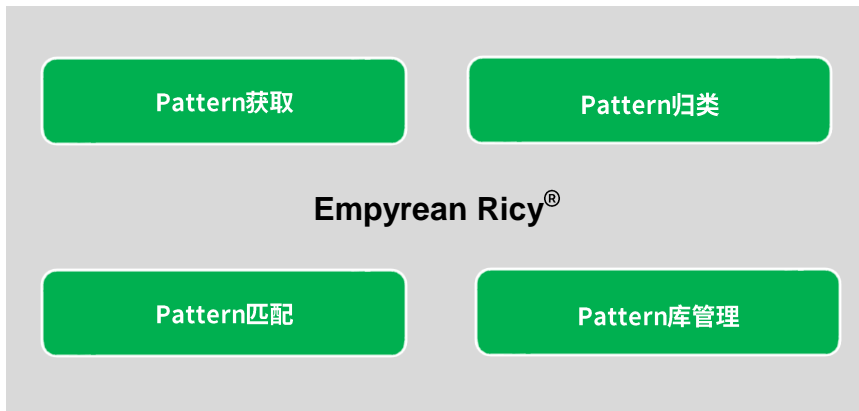 Pattern获取
Pattern归类
Empyrean Ricy®
Pattern匹配
Pattern库管理